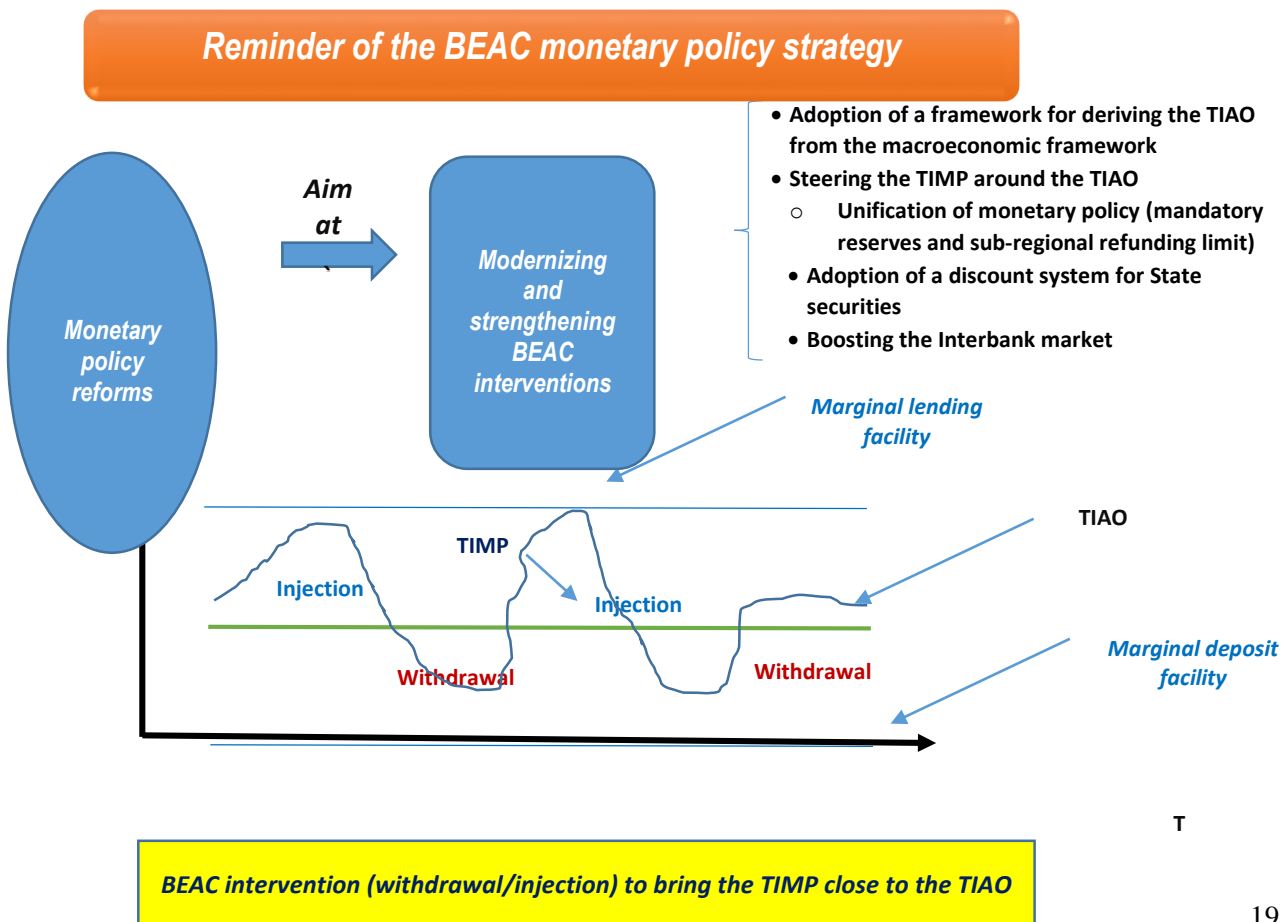 Reminder of the BEAC monetary policy strategy
• Adoption of a framework for deriving the TIAO
from the macroeconomic framework
• Steering the TIMP around the TIAO
o Unification of monetary policy (mandatory
reserves and sub-regional refunding limit)
• Adoption of a discount system for State
securities
• Boosting the Interbank market
Monetary
policy
reforms
Aim
at
Modernizing
and
strengthening
BEAC
interventions
Marginal lending
facility
TIAO
TIMP
Injection
Injection
Withdrawal
Withdrawal
Marginal deposit
facility
T
BEAC intervention (withdrawal/injection) to bring the TIMP close to the TIAO
19